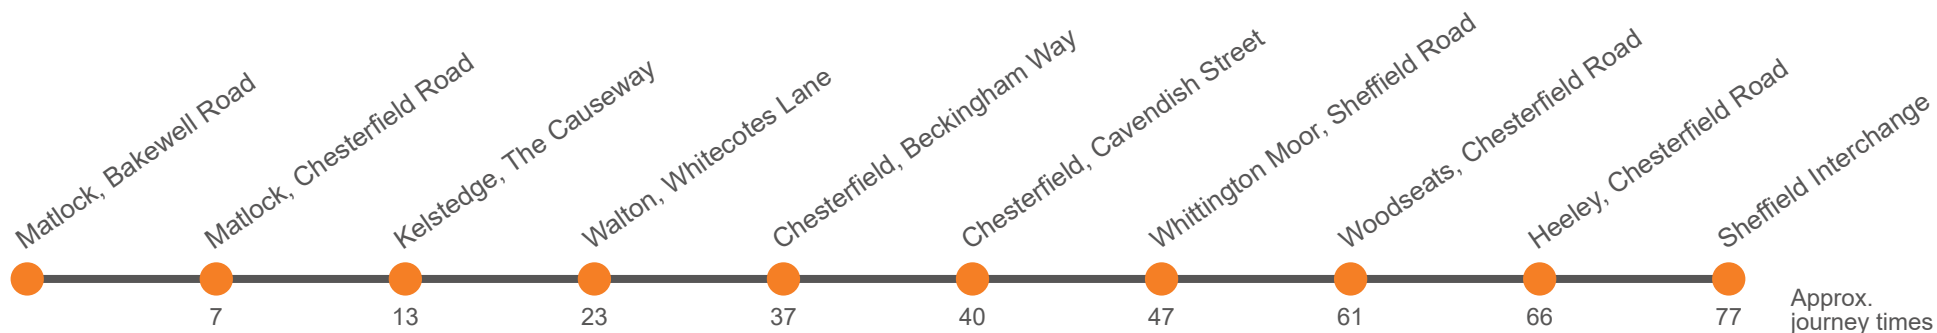 Matlock, Bakewell Road
Matlock, Chesterfield Road
Kelstedge, The Causeway
Walton, Whitecotes Lane
Chesterfield, Beckingham Way
Chesterfield, Cavendish Street
Whittington Moor, Sheffield Road
Woodseats, Chesterfield Road
Heeley, Chesterfield Road
Sheffield Interchange
7 13 23 37 40 47 61 66 77
Approx.
journey times